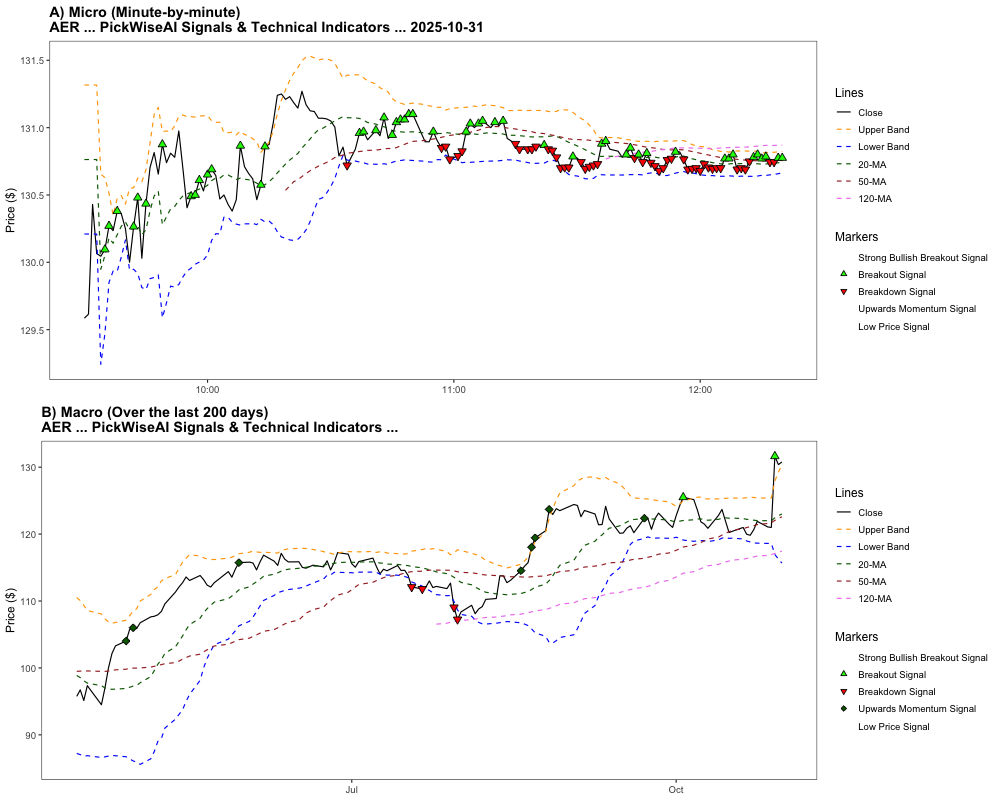 A) Micro (Minute-by-minute)
AER ... PickWiseAI Signals & Technical Indicators ... 2025-10-31
Price ($)
131.5
131.0
130.5
130.0
129.5
10:00
11:00
12:00
Lines
Close
Upper Band
Lower Band
20-MA
50-MA
120-MA
Markers
Strong Bullish Breakout Signal
Breakout Signal
Breakdown Signal
Upwards Momentum Signal
Low Price Signal
B) Macro (Over the last 200 days)
AER ... PickWiseAI Signals & Technical Indicators ...
Price ($)
130
120
110
100
90
Jul
Oct
Lines
Close
Upper Band
Lower Band
20-MA
50-MA
120-MA
Markers
Strong Bullish Breakout Signal
Breakout Signal
Breakdown Signal
Upwards Momentum Signal
Low Price Signal